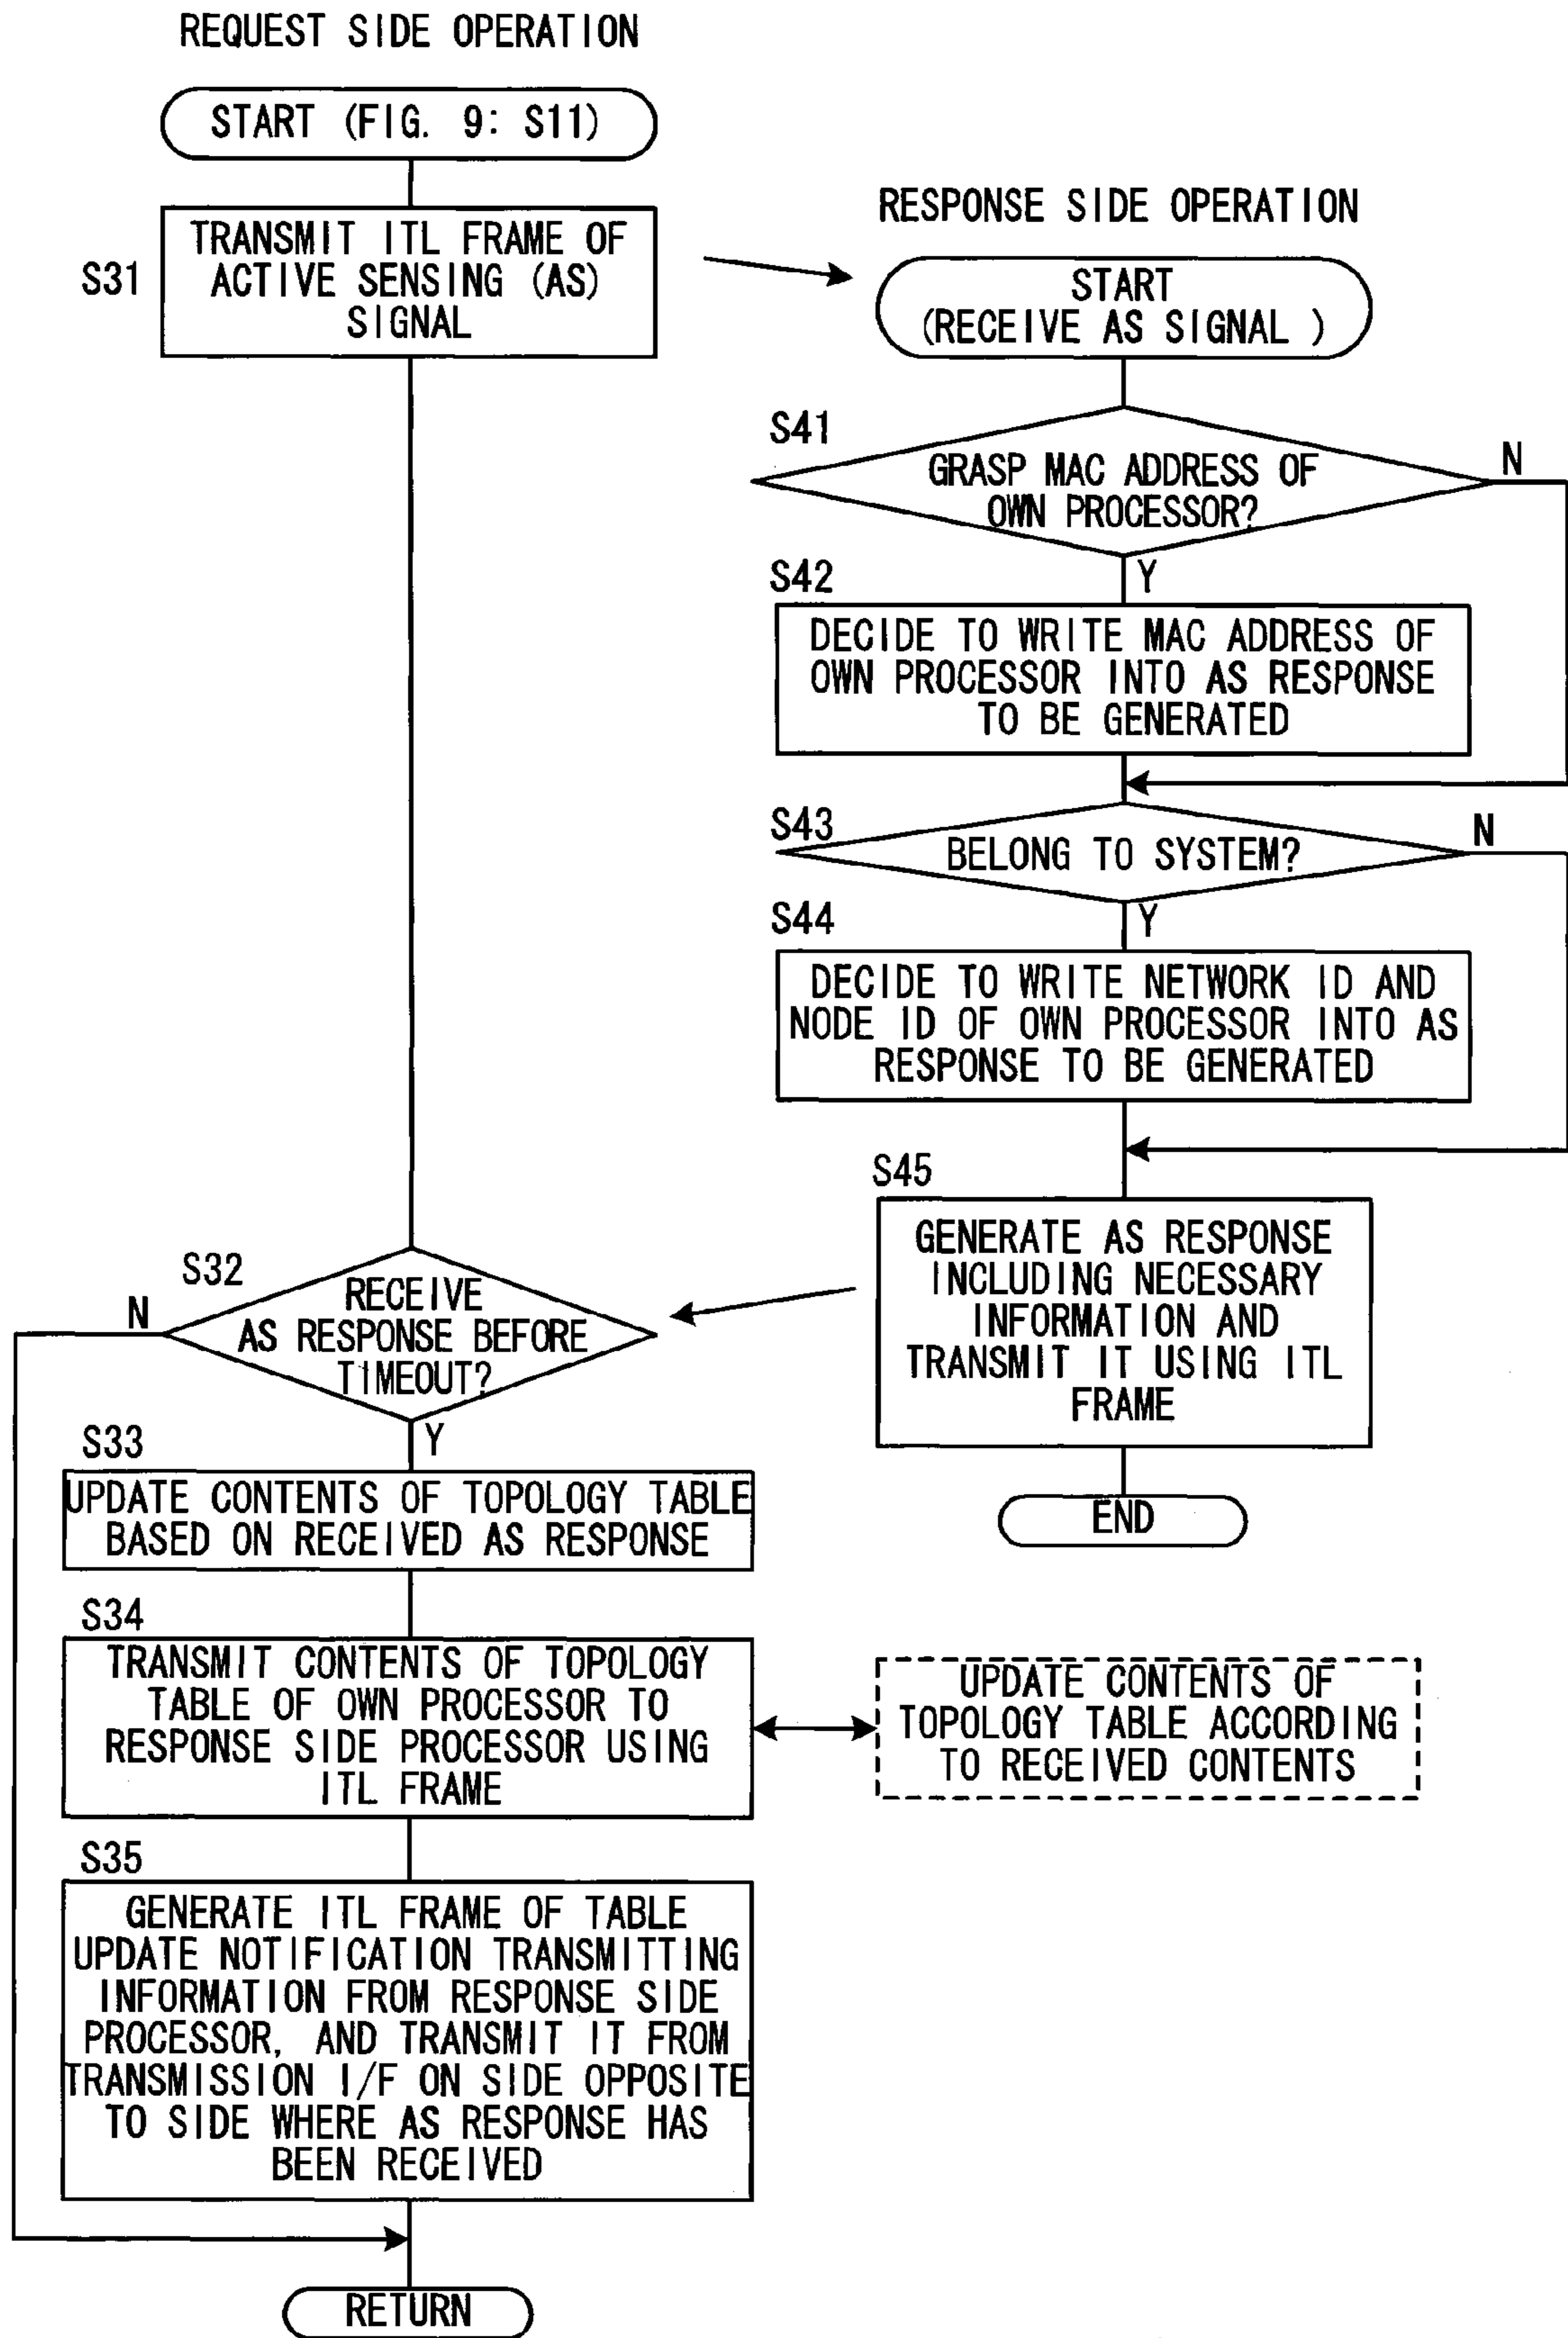 REQUEST SIDE OPERATION
START (FIG. 9: S11)
S31
TRANSMIT ITL FRAME OF
ACTIVE SENSING (AS)
SIGNAL
RESPONSE SIDE OPERATION
START
(RECEIVE AS SIGNAL )
S41
GRASP MAC ADDRESS OF
OWN PROCESSOR?
N
Y
S42
DECIDE TO WRITE MAC ADDRESS OF
OWN PROCESSOR INTO AS RESPONSE
TO BE GENERATED
S43
BELONG TO SYSTEM?
N
Y
S44
DECIDE TO WRITE NETWORK ID AND
NODE ID OF OWN PROCESSOR INTO AS
RESPONSE TO BE GENERATED
S45
GENERATE AS RESPONSE
INCLUDING NECESSARY
INFORMATION AND
TRANSMIT IT USING ITL
FRAME
END
S32
RECEIVE
AS RESPONSE BEFORE
TIMEOUT?
N
Y
S33
UPDATE CONTENTS OF TOPOLOGY TABLE
BASED ON RECEIVED AS RESPONSE
S34
TRANSMIT CONTENTS OF TOPOLOGY
TABLE OF OWN PROCESSOR TO
RESPONSE SIDE PROCESSOR USING
ITL FRAME
UPDATE CONTENTS OF
TOPOLOGY TABLE ACCORDING
TO RECEIVED CONTENTS
S35
GENERATE ITL FRAME OF TABLE
UPDATE NOTIFICATION TRANSMITTING
INFORMATION FROM RESPONSE SIDE
PROCESSOR, AND TRANSMIT IT FROM
TRANSMISSION I/F ON SIDE OPPOSITE
TO SIDE WHERE AS RESPONSE HAS
BEEN RECEIVED
RETURN